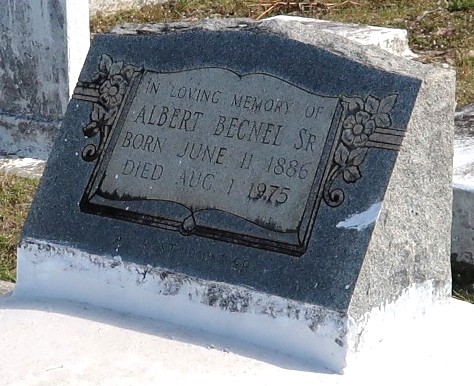 IN LOVING MEMORY OF
ALBERT BECNEL SR
BORN JUNE 11 1886
DIED AUG 1 1975